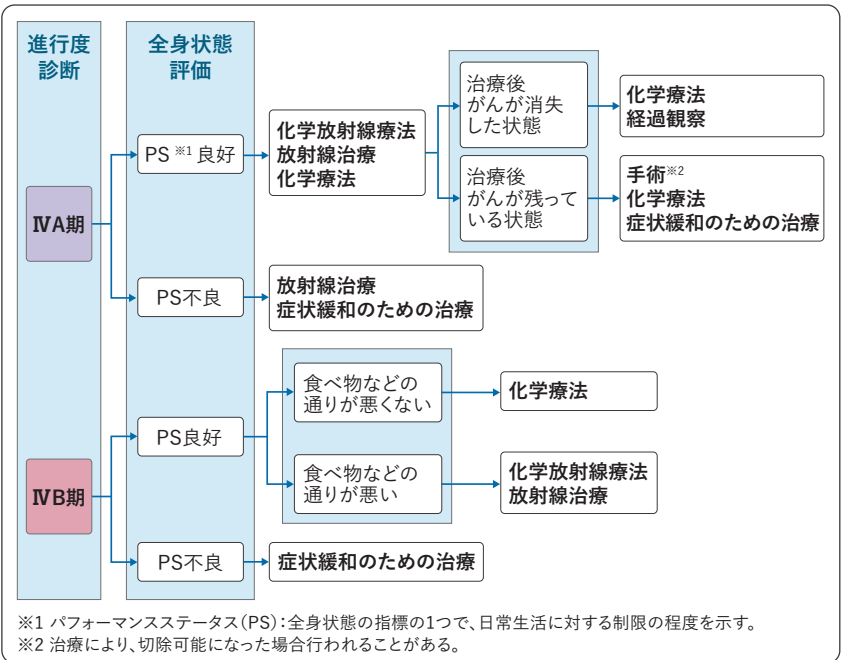 進行度
診断
全身状態
評価
ⅣA期
PS※1良好
化学放射線療法
放射線治療
化学療法
治療後
がんが消失
した状態
化学療法
経過観察
治療後
がんが残って
いる状態
手術※2
化学療法
症状緩和のための治療
PS不良
放射線治療
症状緩和のための治療
ⅣB期
PS良好
食べ物などの
通りが悪くない
化学療法
食べ物などの
通りが悪い
化学放射線療法
放射線治療
PS不良
症状緩和のための治療
※1 パフォーマンスステータス(PS):全身状態の指標の1つで、日常生活に対する制限の程度を示す。
※2 治療により、切除可能になった場合行われることがある。